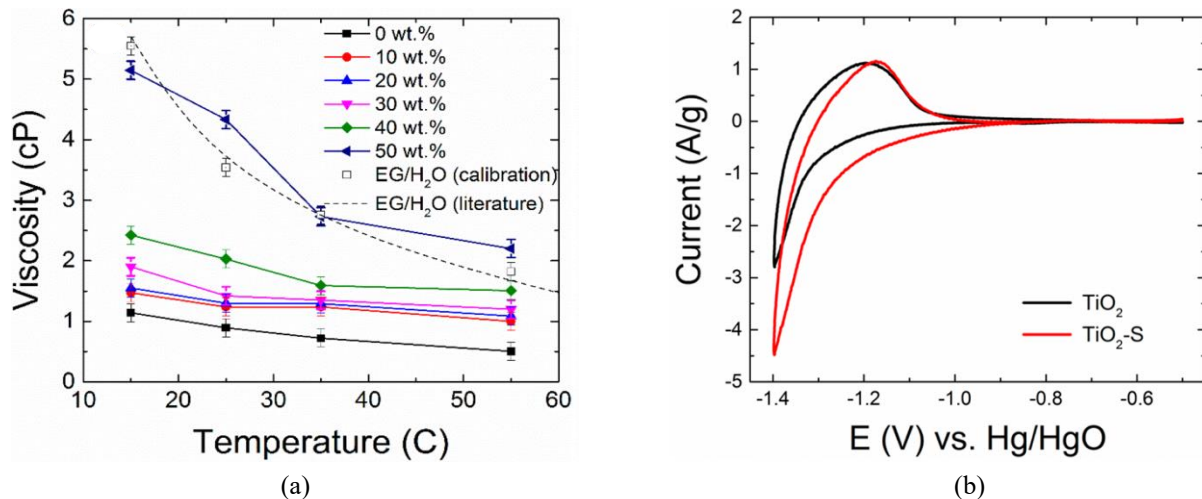 6
5
4
3
2
1
0
10
20
30
40
50
60
Viscosity (cP)
Temperature (C)
0 wt.%
10 wt.%
20 wt.%
30 wt.%
40 wt.%
50 wt.%
EG/H2O (calibration)
EG/H2O (literature)
(a)
2
1
0
-1
-2
-3
-4
-5
-1.4
-1.2
-1.0
-0.8
-0.6
Current (A/g)
E (V) vs. Hg/HgO
TiO2
TiO2-S
(b)